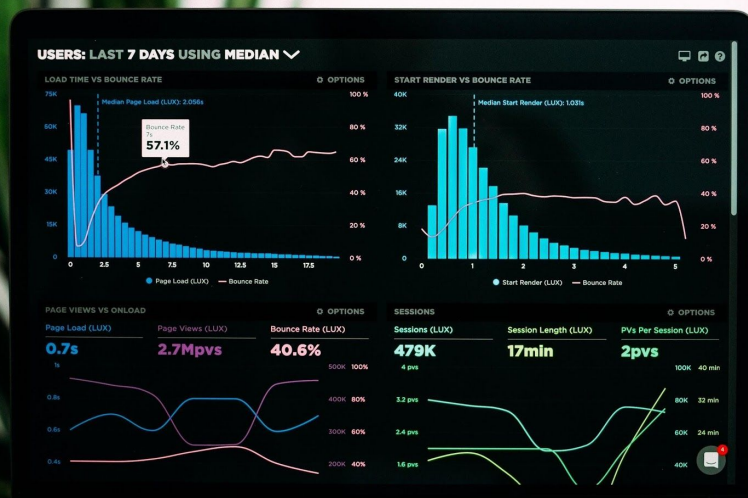 USERS: LAST 7 DAYS USING MEDIAN
LOAD TIME VS BOUNCE RATE
OPTIONS
75K
60K
45K
30K
15K
0
Median Page Load (LUX): 2.056s
Bounce Rate
7s
57.1%
100 %
80 %
60 %
40 %
20 %
0 %
0 2.5 5 7.5 10 12.5 15 17.5
Page Load (LUX) Bounce Rate
START RENDER VS BOUNCE RATE
OPTIONS
40K
32K
24K
16K
8K
0
Median Start Render (LUX): 1.031s
100 %
80 %
60 %
40 %
20 %
0 %
0 1 2 3 4 5
Start Render (LUX) Bounce Rate
PAGE VIEWS VS ONLOAD
OPTIONS
Page Load (LUX) Page Views (LUX) Bounce Rate (LUX)
0.7s 2.7Mpvs 40.6%
1s
0.8s
0.6s
0.4s
500K 100%
400K 80%
300K 60%
200K 40%
SESSIONS
OPTIONS
Sessions (LUX) Session Length (LUX) PVs Per Session (LUX)
479K 17min 2pvs
4 pvs
3.2 pvs
2.4 pvs
1.6 pvs
100K 40 min
80K 32 min
60K 24 min
40K
4